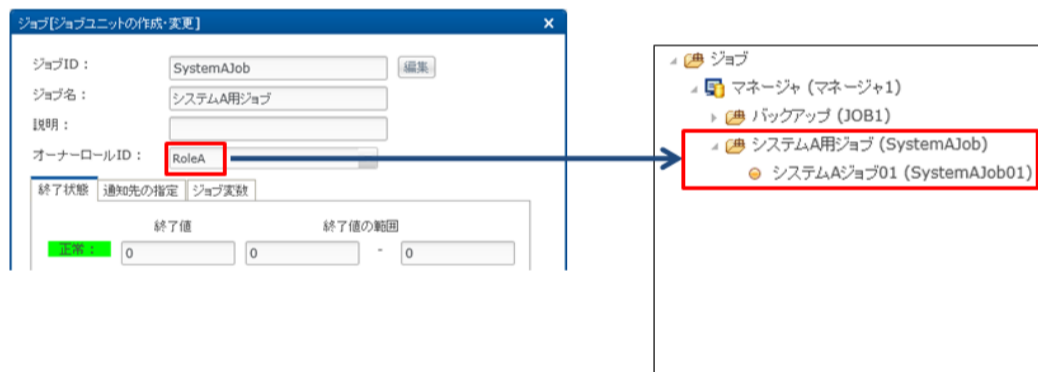 ジョブ[ジョブユニットの作成・変更]
×
ジョブID：
SystemAJob
編集
ジョブ名：
システムA用ジョブ
説明：
オーナーロールID：
RoleA
終了状態
通知先の指定
ジョブ変数
終了値
終了値の範囲
正常：
0
0
-
0
ジョブ
マネージャ (マネージャ1)
バックアップ (JOB1)
システムA用ジョブ (SystemAJob)
システムAジョブ01 (SystemAJob01)